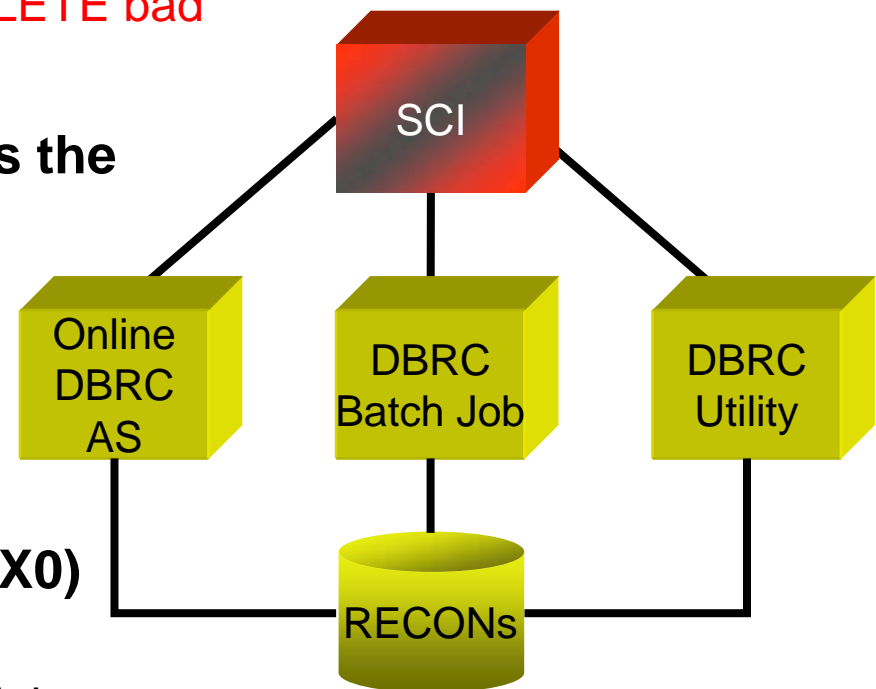 LETE bad
SCI
s the
Online
DBRC
AS
DBRC
Batch Job
DBRC
Utility
X0)
RECONs